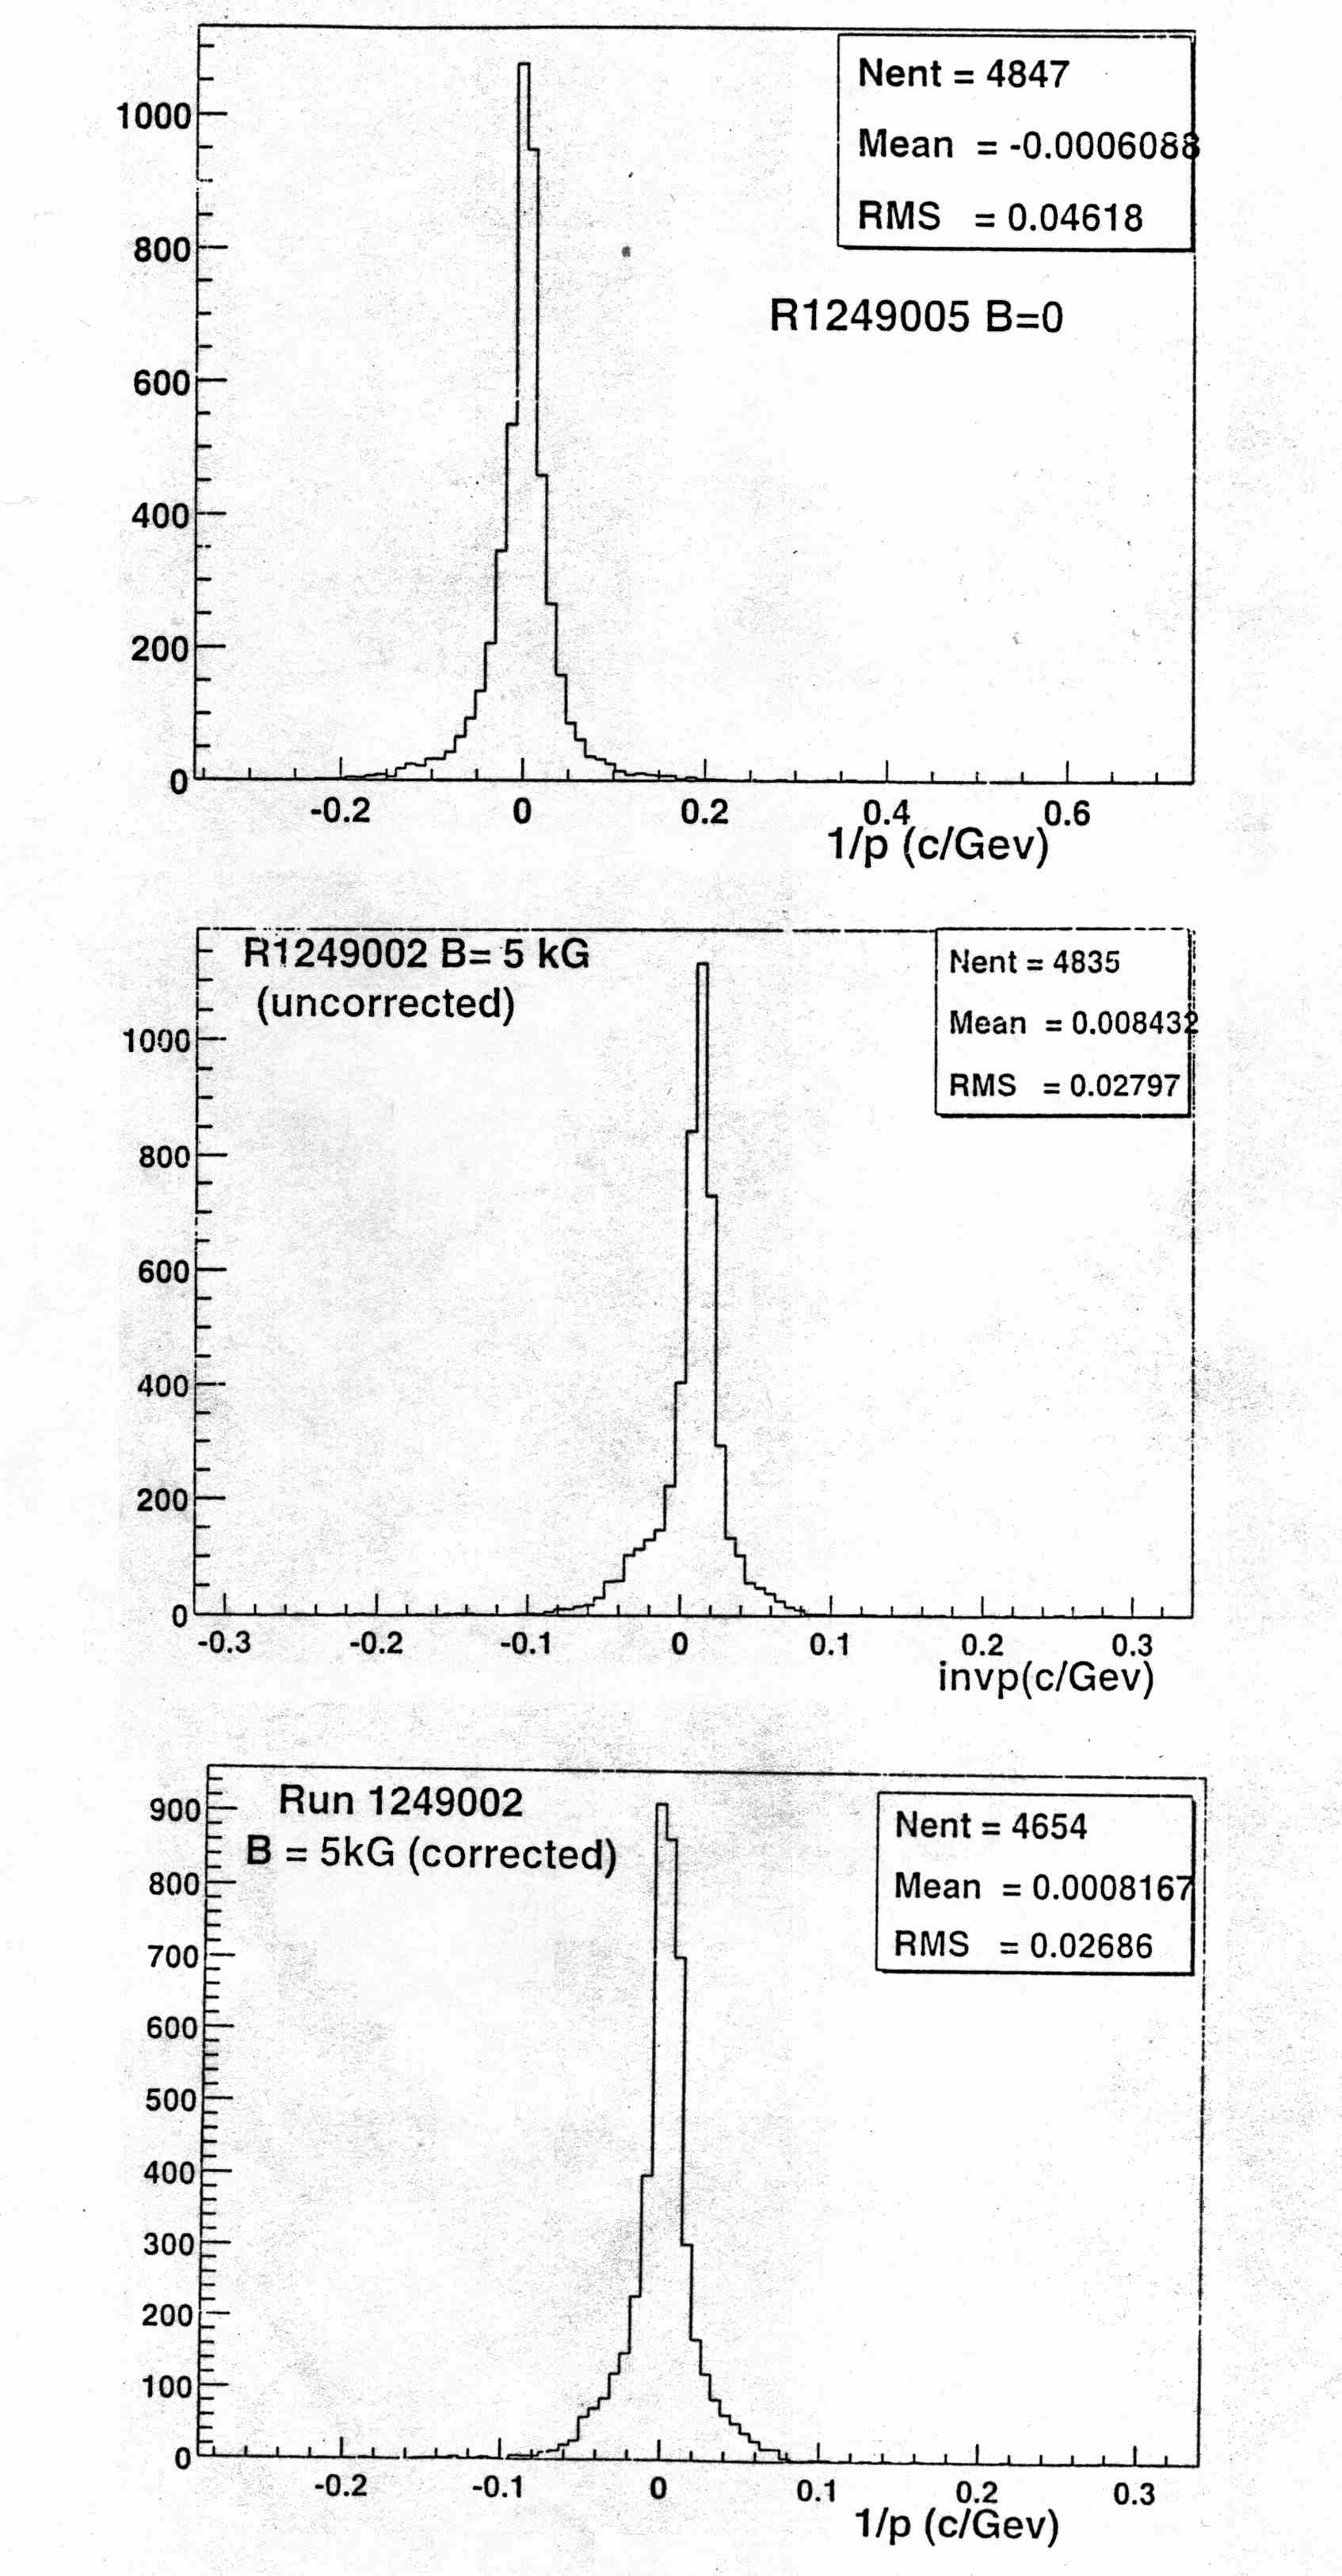 Nent = 4847
Mean = -0.0006088
RMS = 0.04618
R1249005 B=0
1000
800
600
400
200
0
-0.2 0 0.2 0.4 0.6
1/p (c/Gev)
R1249002 B= 5 kG
(uncorrected)
Nent = 4835
Mean = 0.008432
RMS = 0.02797
1000
800
600
400
200
0
-0.3 -0.2 -0.1 0 0.1 0.2 0.3
invp(c/Gev)
Run 1249002
B = 5kG (corrected)
Nent = 4654
Mean = 0.0008167
RMS = 0.02686
900
800
700
600
500
400
300
200
100
0
-0.2 -0.1 0 0.1 0.2 0.3
1/p (c/Gev)